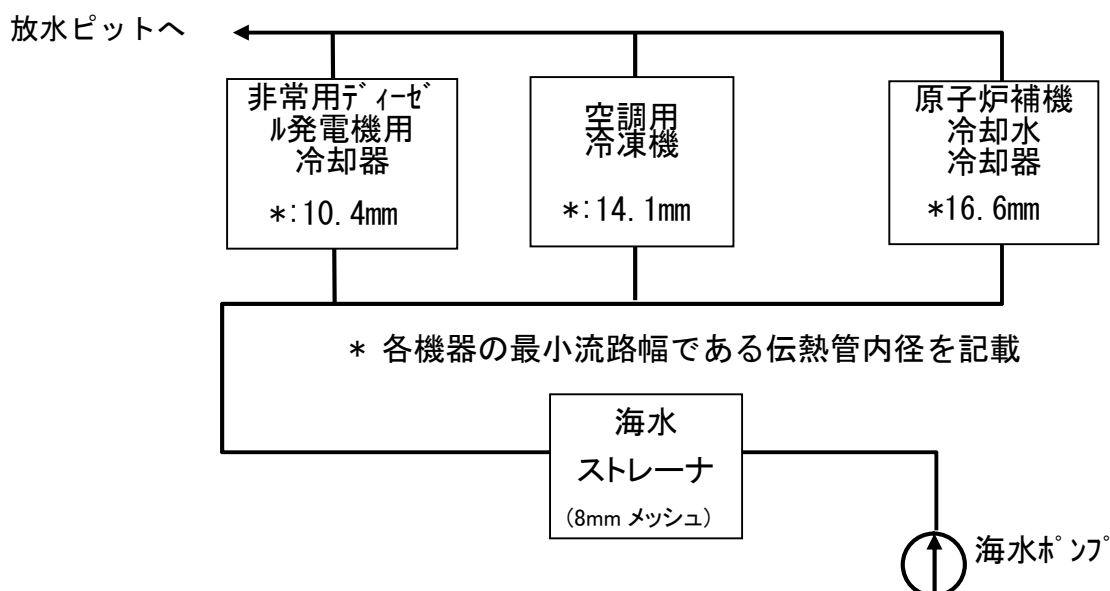 放水ピットへ
非常用ﾃﾞｨｰｾﾞ
ﾙ発電機用
冷却器
*:10.4mm
空調用
冷凍機
*:14.1mm
原子炉補機
冷却水
冷却器
*16.6mm
* 各機器の最小流路幅である伝熱管内径を記載
海水
ストレーナ
(8mm メッシュ)
海水ﾎﾟﾝﾌﾟ